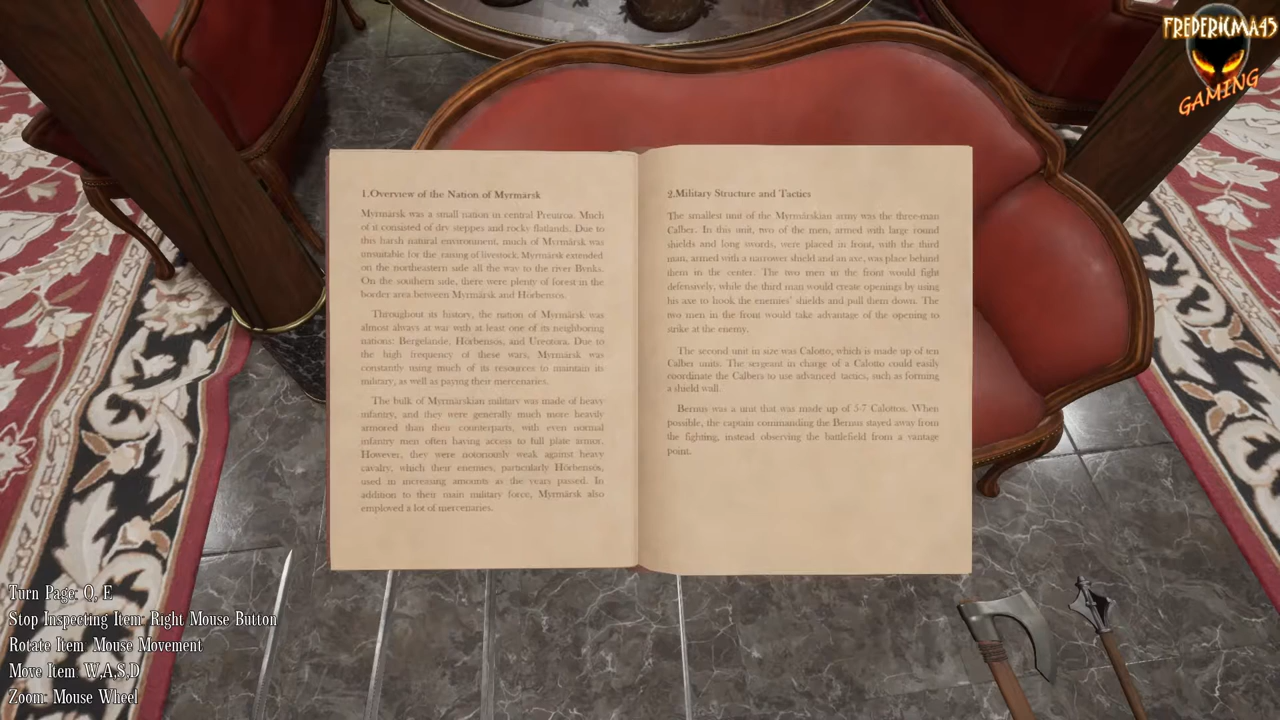 FREDERICMA45
GAMING
1.Overview of the Nation of Myrmärsk
Myrmärsk was a small nation in central Preutroa. Much
of it consisted of dry steppes and rocky flatlands. Due to
this harsh natural environment, much of Myrmärsk was
unsuitable for the raising of livestock. Myrmärsk extended
on the northeastern side all the way to the river Bynks.
On the southern side, there were plenty of forest in the
border area between Myrmärsk and Hörbensos.
Throughout its history, the nation of Myrmärsk was
almost always at war with at least one of its neighboring
nations: Bergelande, Hörbensos, and Ureotora. Due to
the high frequency of these wars, Myrmärsk was
constantly using much of its resources to maintain its
military, as well as paying their mercenaries.
The bulk of Myrmärskian military was made of heavy
infantry, and they were generally much more heavily
armored than their counterparts, with even normal
infantry men often having access to full plate armor.
However, they were notoriously weak against heavy
cavalry, which their enemies, particularly Hörbensös,
used in increasing amounts as the years passed. In
addition to their main military force, Myrmärsk also
employed a lot of mercenaries.
2.Military Structure and Tactics
The smallest unit of the Myrmärskian army was the three-man
Calber. In this unit, two of the men, armed with large round
shields and long swords, were placed in front, with the third
man, armed with a narrower shield and an axe, was place behind
them in the center. The two men in the front would fight
defensively, while the third man would create openings by using
his axe to hook the enemies' shields and pull them down. The
two men in the front would take advantage of the opening to
strike at the enemy.
The second unit in size was Calotto, which is made up of ten
Calber units. The sergeant in charge of a Calotto could easily
coordinate the Calbers to use advanced tactics, such as forming
a shield wall.
Bernus was a unit that was made up of 5-7 Calottos. When
possible, the captain commanding the Bernus stayed away from
the fighting, instead observing the battlefield from a vantage
point.
Turn Page: Q, E
Stop Inspecting Item: Right Mouse Button
Rotate Item: Mouse Movement
Move Item: W,A,S,D
Zoom: Mouse Wheel